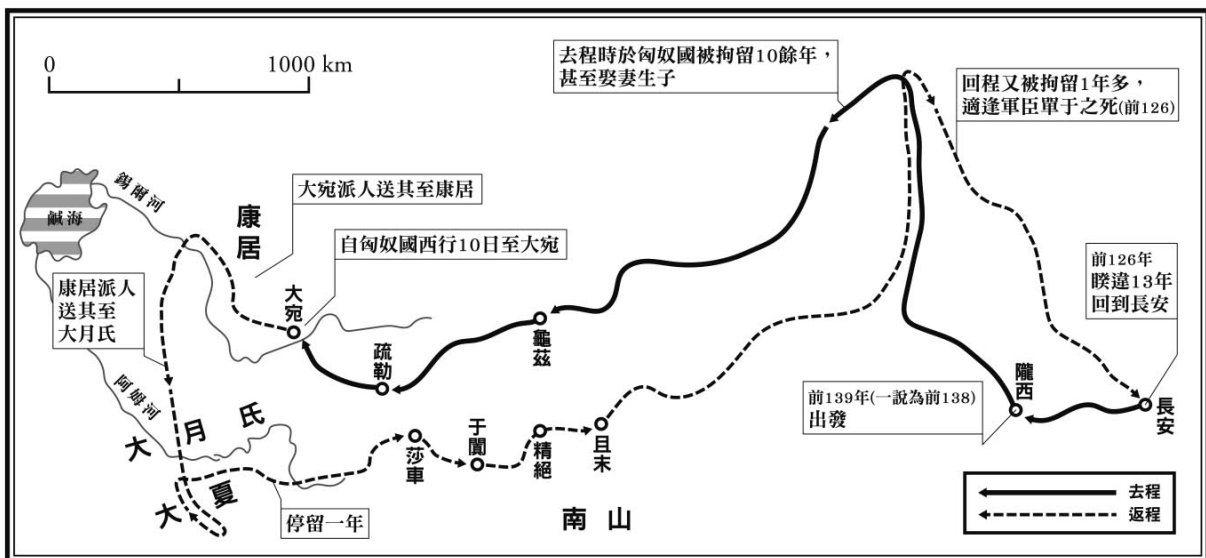 0
1000 km
去程時於匈奴國被拘留10餘年，
甚至娶妻生子
回程又被拘留1年多，
適逢軍臣單于之死(前126)
錫爾河
鹹海
大宛派人送其至康居
康居
自匈奴國西行10日至大宛
康居派人
送其至
大月氏
大宛
疏勒
龜茲
前126年
睽違13年
回到長安
隴西
長安
前139年(一說為前138)
出發
阿姆河
大月氏
大夏
莎車
于闐
精絕
且末
停留一年
南山
去程
返程